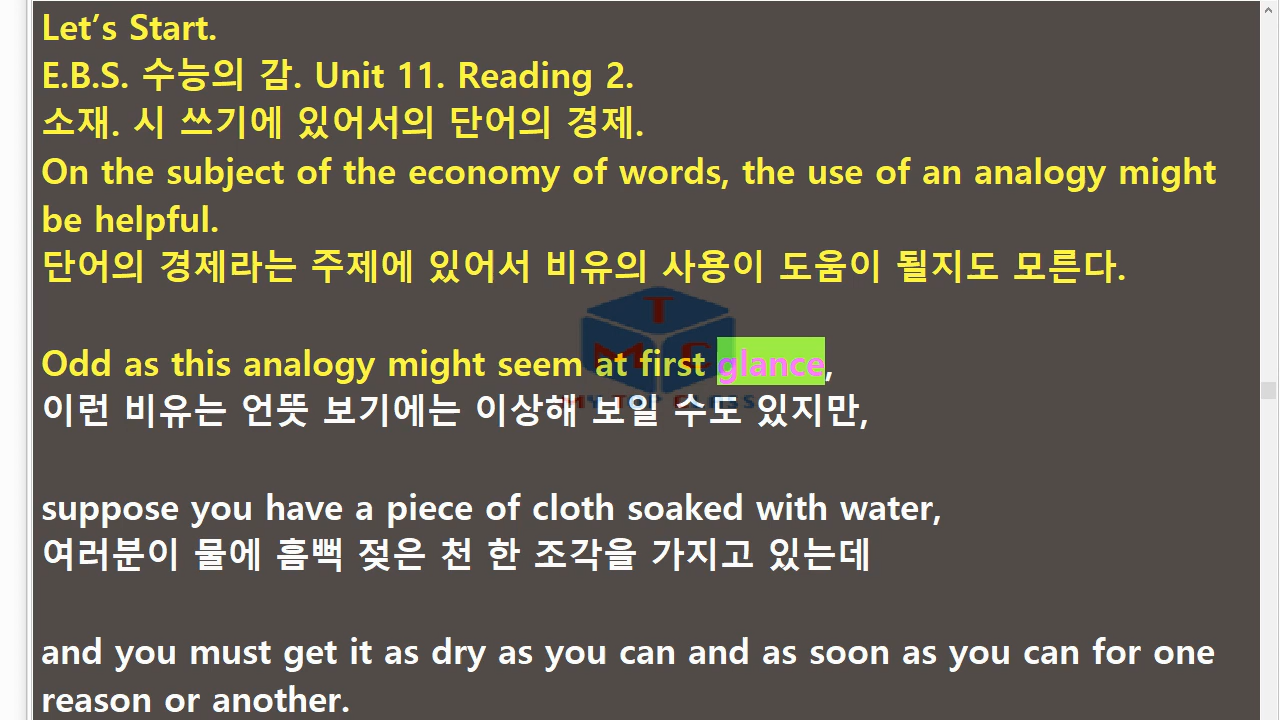 Let’s Start.
E.B.S. 수능의 감. Unit 11. Reading 2.
소재. 시 쓰기에 있어서의 단어의 경제.
On the subject of the economy of words, the use of an analogy might
be helpful.
단어의 경제라는 주제에 있어서 비유의 사용이 도움이 될지도 모른다.
Odd as this analogy might seem at first glance,
이런 비유는 언뜻 보기에는 이상해 보일 수도 있지만,
suppose you have a piece of cloth soaked with water,
여러분이 물에 흠뻑 젖은 천 한 조각을 가지고 있는데
and you must get it as dry as you can and as soon as you can for one
reason or another.
T
M C
MY TOP CLASS